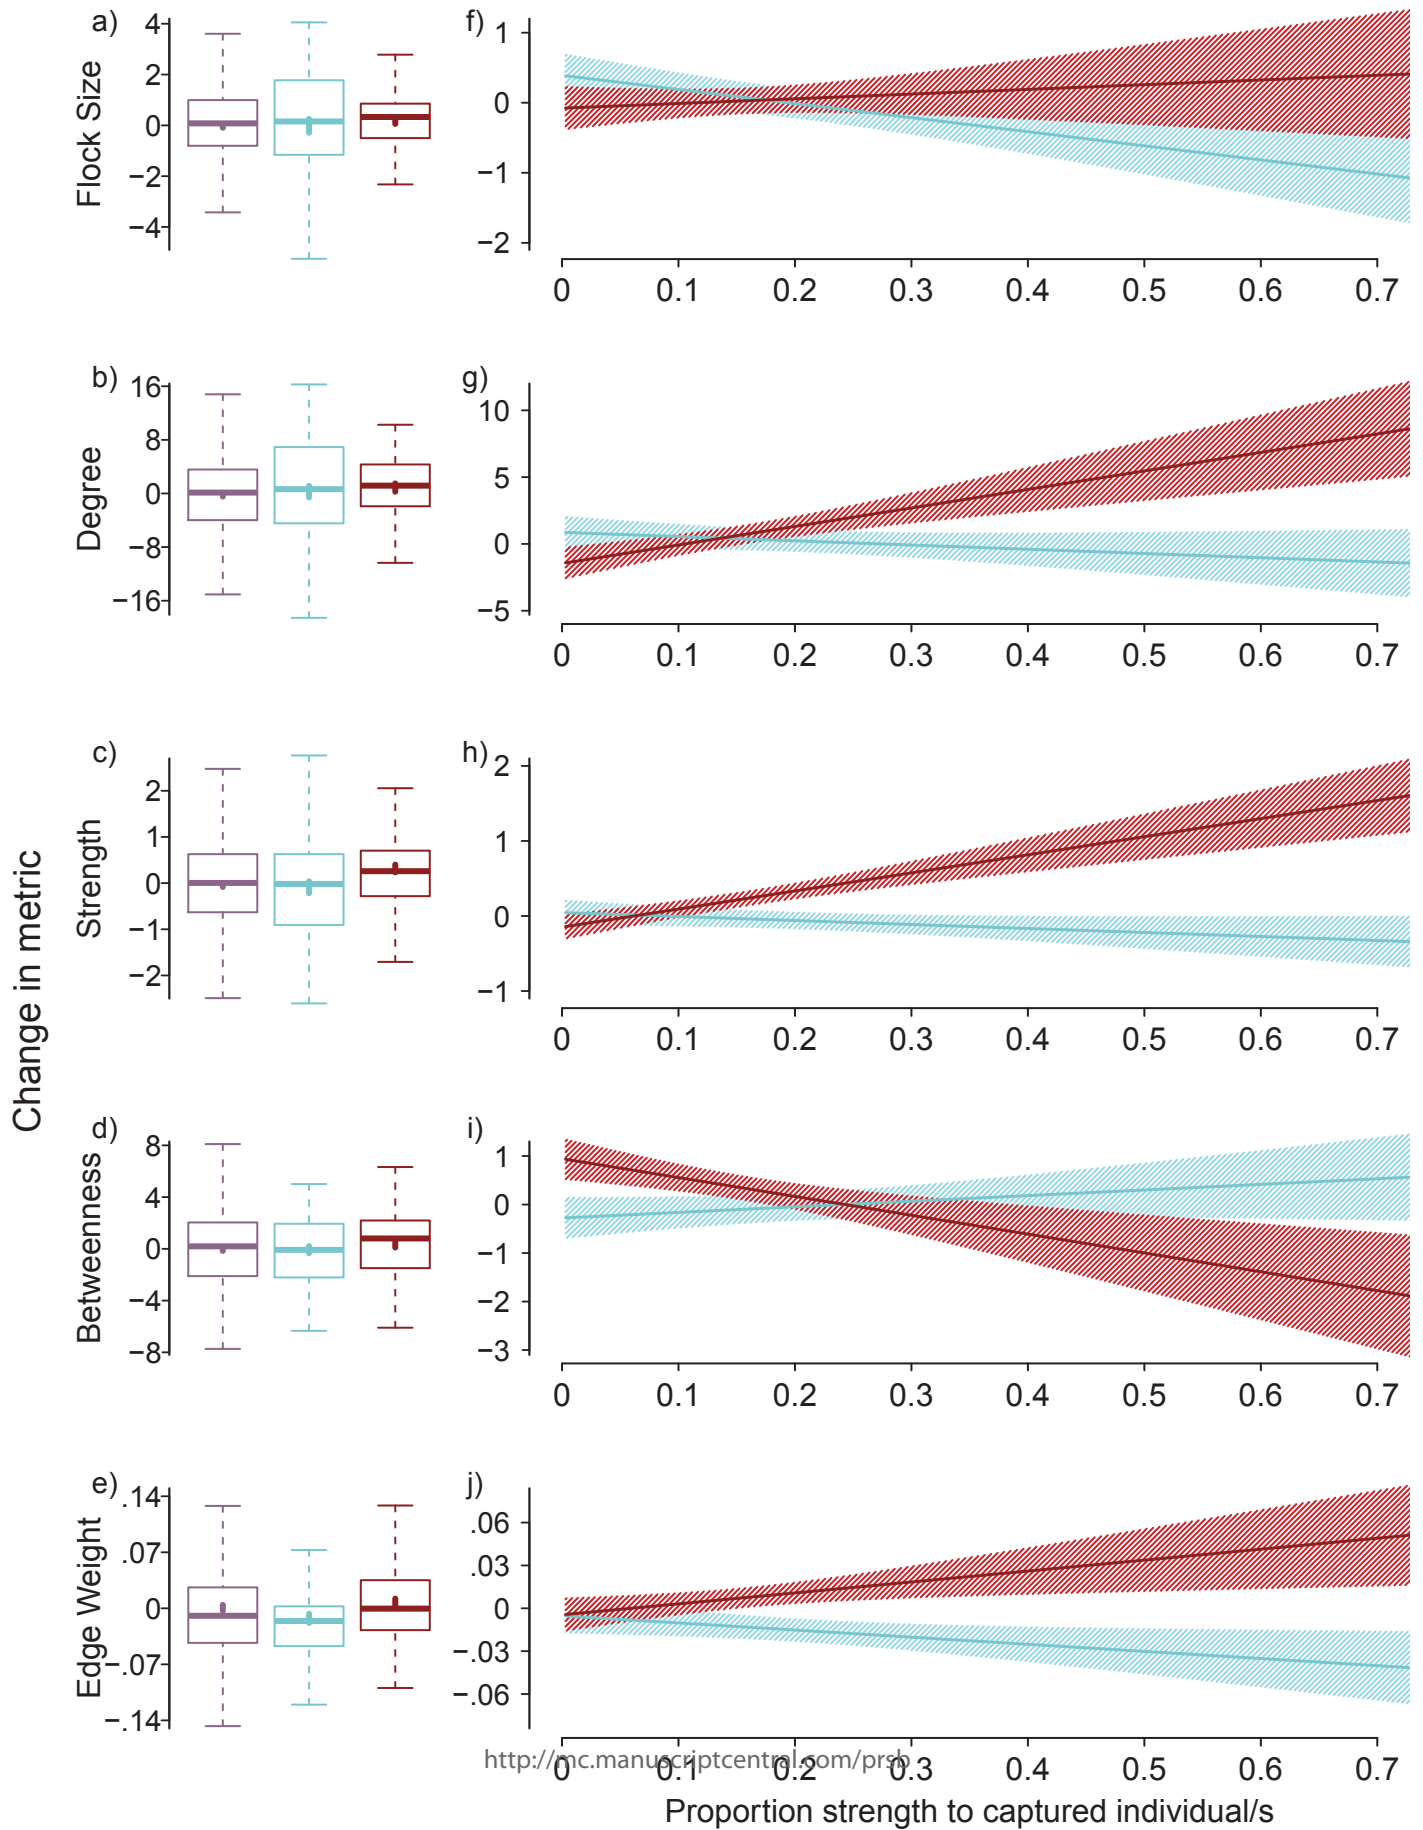 a)
4
2
0
−2
−4
Flock Size
f)
1
0
−1
−2
0 0.1 0.2 0.3 0.4 0.5 0.6 0.7
b)
16
8
0
−8
−16
Degree
g)
10
5
0
−5
0 0.1 0.2 0.3 0.4 0.5 0.6 0.7
Change in metric
c)
2
1
0
−1
−2
Strength
h)
2
1
0
−1
0 0.1 0.2 0.3 0.4 0.5 0.6 0.7
d)
8
4
0
−4
−8
Betweenness
i)
1
0
−1
−2
−3
0 0.1 0.2 0.3 0.4 0.5 0.6 0.7
e)
.14
.07
0
−.07
−.14
Edge Weight
j)
.06
.03
0
−.03
−.06
0 0.1 0.2 0.3 0.4 0.5 0.6 0.7
http://mc.manuscriptcentral.com/prsb
Proportion strength to captured individual/s